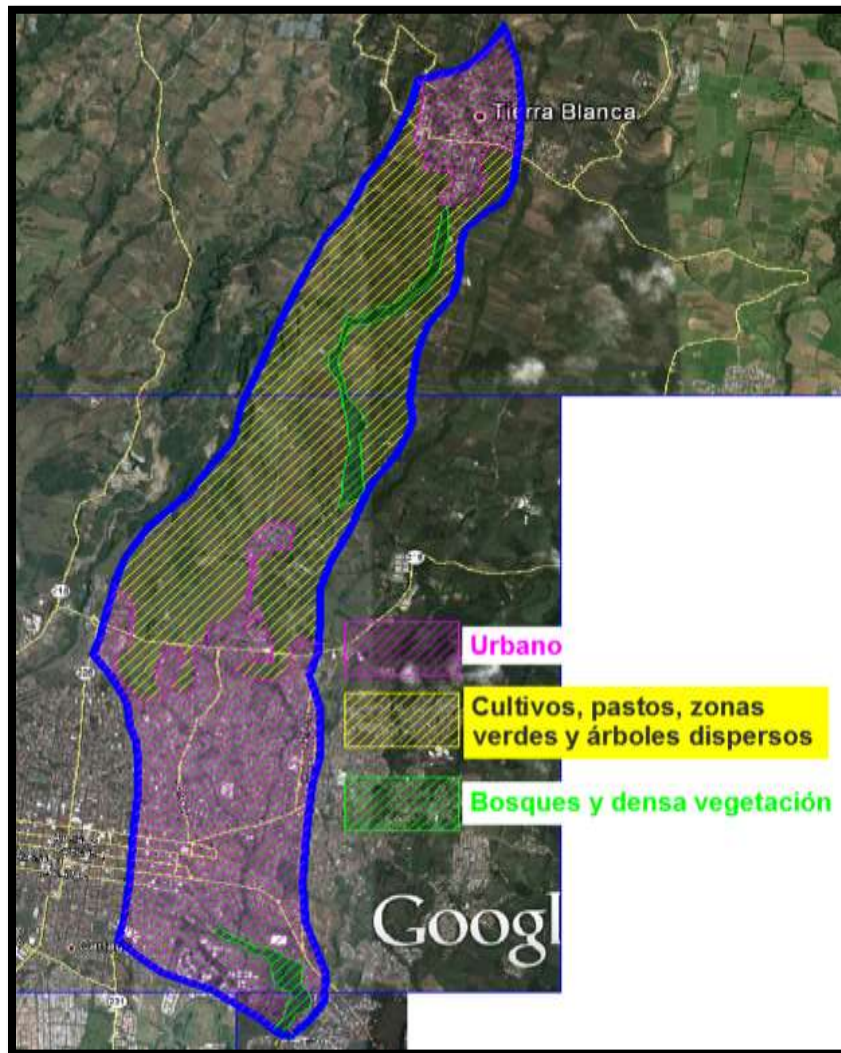 Tierra Blanca
Urbano
Cultivos, pastos, zonas
verdes y árboles dispersos
Bosques y densa vegetación
Googl